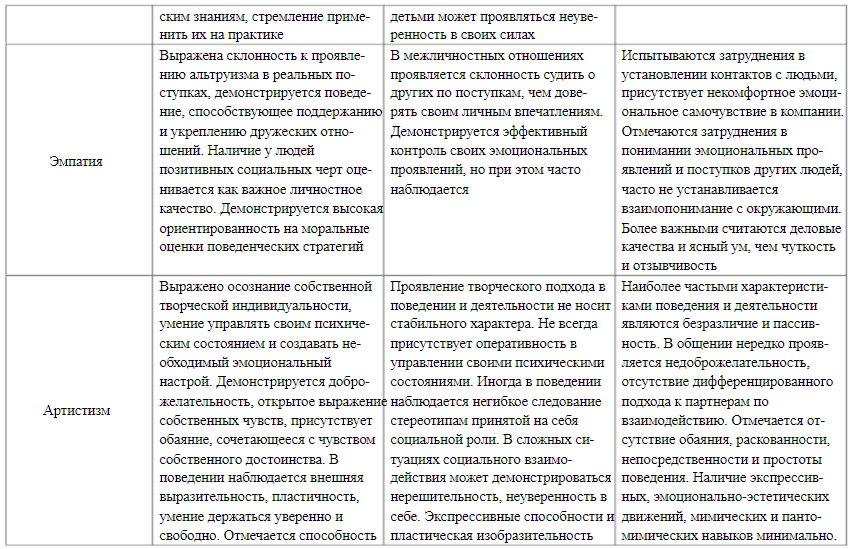 ским знаниям, стремление приме-
нить их на практике
детьми может проявляться неуве-
ренность в своих силах
Эмпатия
Выражена склонность к проявле-
нию альтруизма в реальных по-
ступках, демонстрируется поведе-
ние, способствующее поддержанию
и укреплению дружеских отно-
шений. Наличие у людей
позитивных социальных черт оце-
нивается как важное личностное
качество. Демонстрируется высокая
ориентированность на моральные
оценки поведенческих стратегий
В межличностных отношениях
проявляется склонность судить о
других по поступкам, чем дове-
рять своим личным впечатлениям.
Демонстрируется эффективный
контроль своих эмоциональных
проявлений, но при этом часто
наблюдается
Испытываются затруднения в
установлении контактов с людьми,
присутствует некомфортное эмоци-
ональное самочувствие в компании.
Отмечаются затруднения в
понимании эмоциональных про-
явлений и поступков других людей,
часто не устанавливается
взаимопонимание с окружающими.
Более важными считаются деловые
качества и ясный ум, чем чуткость
и отзывчивость
Артистизм
Выражено осознание собственной
творческой индивидуальности,
умение управлять своим психиче-
ским состоянием и создавать не-
обходимый эмоциональный
настрой. Демонстрируется добро-
желательность, открытое выражение
собственных чувств, присутствует
обаяние, сочетающееся с чувством
собственного достоинства. В
поведении наблюдается внешняя
выразительность, пластичность,
умение держаться уверенно и
свободно. Отмечается способность
Проявление творческого подхода в
поведении и деятельности не носит
стабильного характера. Не всегда
присутствует оперативность в
управлении своими психическими
состояниями. Иногда в поведении
наблюдается негибкое следование
стереотипам принятой на себя
социальной роли. В сложных си-
туациях социального взаимо-
действия может демонстрироваться
нерешительность, неуверенность в
себе. Экспрессивные способности и
пластическая изобразительность
Наиболее частыми характеристи-
ками поведения и деятельности
являются безразличие и пассив-
ность. В общении нередко прояв-
ляется недоброжелательность,
отсутствие дифференцированного
подхода к партнерам по
взаимодействию. Отмечается от-
сутствие обаяния, раскованности,
непосредственности и простоты
поведения. Наличие экспрессив-
ных, эмоционально-эстетических
движений, мимических и панто-
мимических навыков минимально.